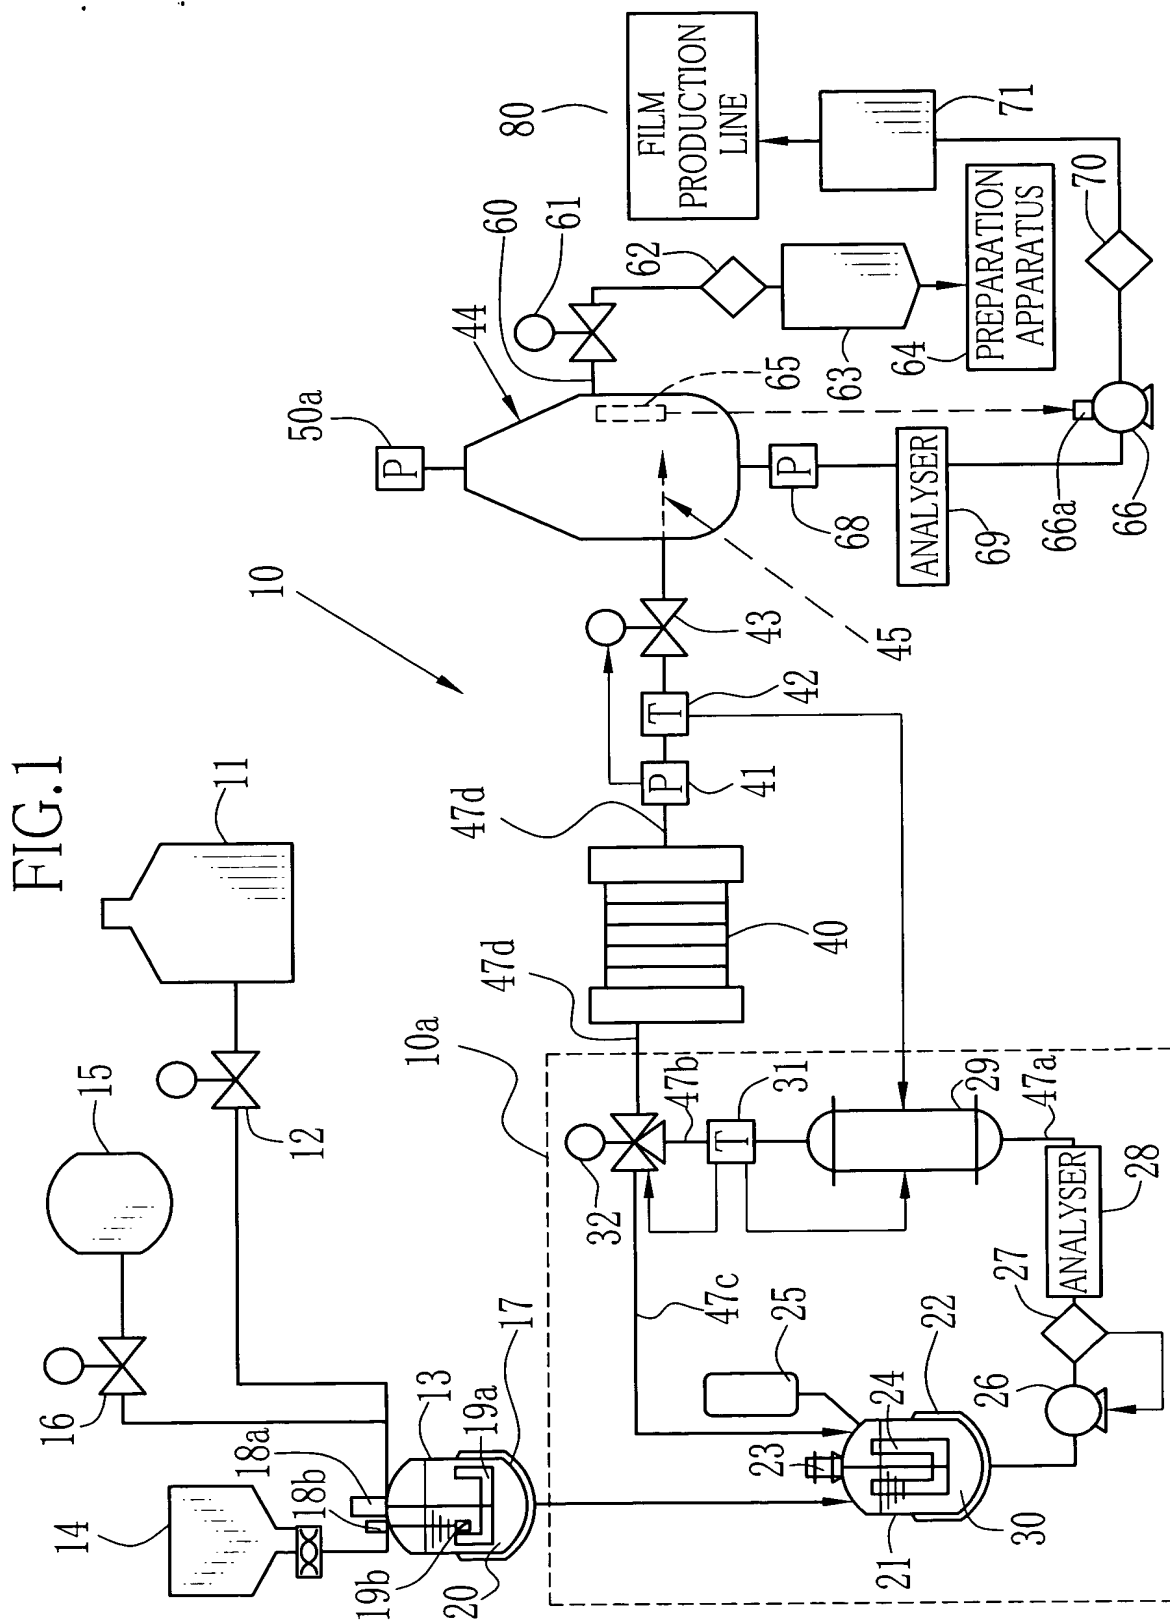 FIG.1
14
15
11
16
12
18a
18b
13
19a
17
19b
20
10
10a
50a
44
60
61
80
FILM
PRODUCTION
LINE
62
71
47d
47d
41
42
43
45
40
65
63
64
PREPARATION
APPARATUS
70
68
ANALYSER
69
66a
66
32
47b
31
29
47a
47c
25
23
24
22
21
30
26
27
ANALYSER
28
P
T
P
P
T